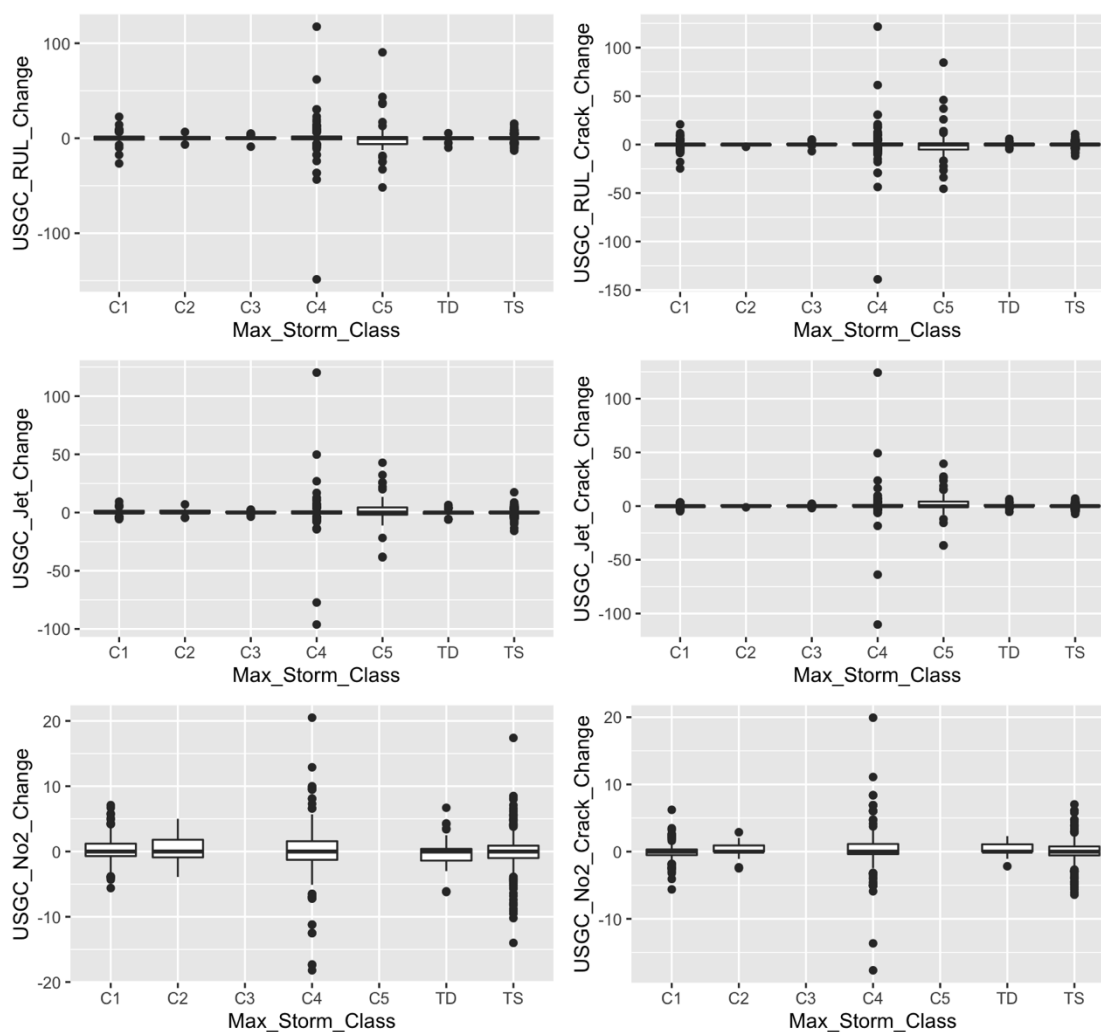 100
0
-100
USGC_RUL_Change
C1 C2 C3 C4 C5 TD TS
Max_Storm_Class
100
50
0
-50
-100
-150
USGC_RUL_Crack_Change
C1 C2 C3 C4 C5 TD TS
Max_Storm_Class
100
50
0
-50
-100
USGC_Jet_Change
C1 C2 C3 C4 C5 TD TS
Max_Storm_Class
100
50
0
-50
-100
USGC_Jet_Crack_Change
C1 C2 C3 C4 C5 TD TS
Max_Storm_Class
20
10
0
-10
-20
USGC_No2_Change
C1 C2 C3 C4 C5 TD TS
Max_Storm_Class
20
10
0
-10
USGC_No2_Crack_Change
C1 C2 C3 C4 C5 TD TS
Max_Storm_Class